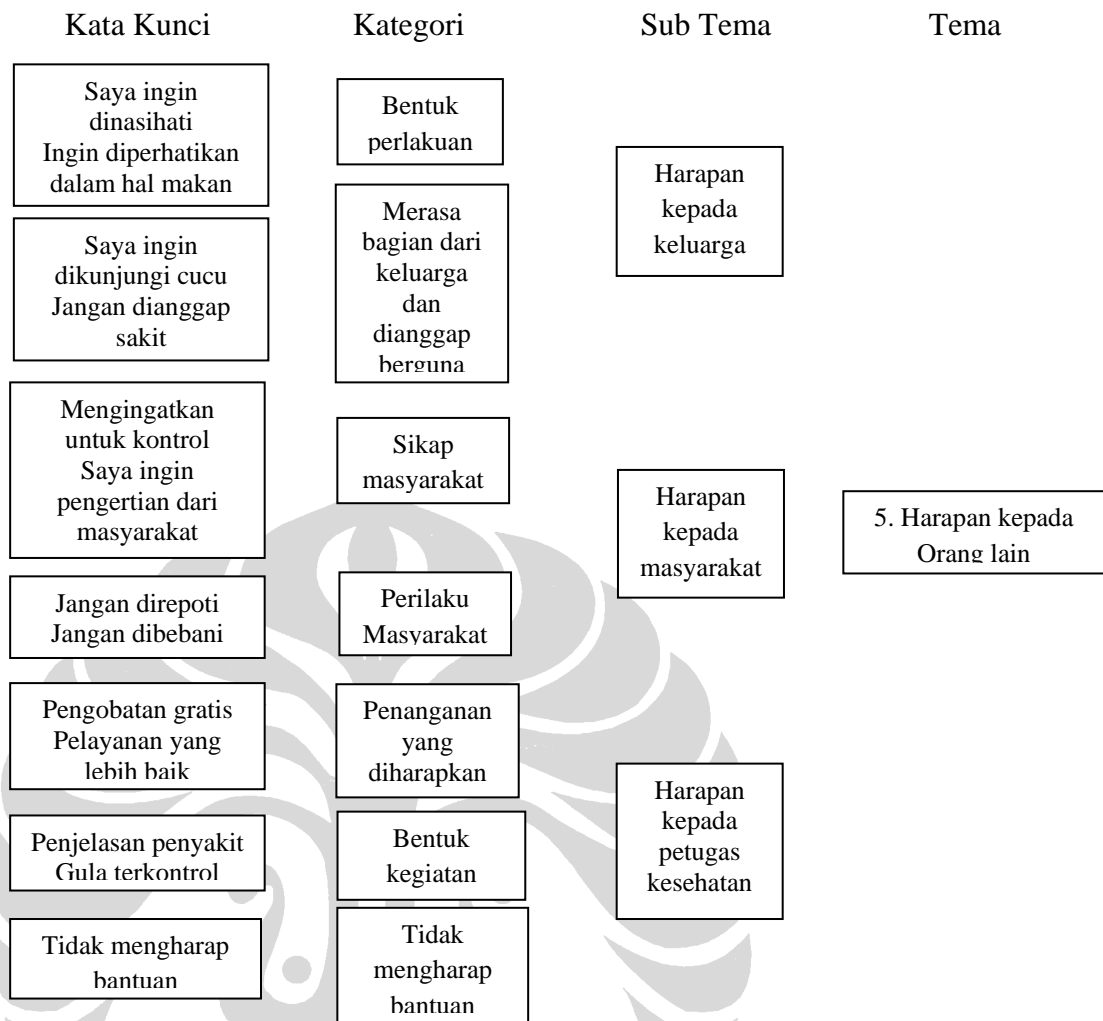 Kata Kunci
Kategori
Sub Tema
Tema
Saya ingin
dinasihati
Ingin diperhatikan
dalam hal makan
Saya ingin
dikunjungi cucu
Jangan dianggap
sakit
Mengingatkan
untuk kontrol
Saya ingin
pengertian dari
masyarakat
Jangan direpoti
Jangan dibebani
Pengobatan gratis
Pelayanan yang
lebih baik
Penjelasan penyakit
Gula terkontrol
Tidak mengharap
bantuan
Bentuk
perlakuan
Merasa
bagian dari
keluarga
dan
dianggap
berguna
Sikap
masyarakat
Perilaku
Masyarakat
Penanganan
yang
diharapkan
Bentuk
kegiatan
Tidak
mengharap
bantuan
Harapan
kepada
keluarga
Harapan
kepada
masyarakat
Harapan
kepada
petugas
kesehatan
5. Harapan kepada
Orang lain